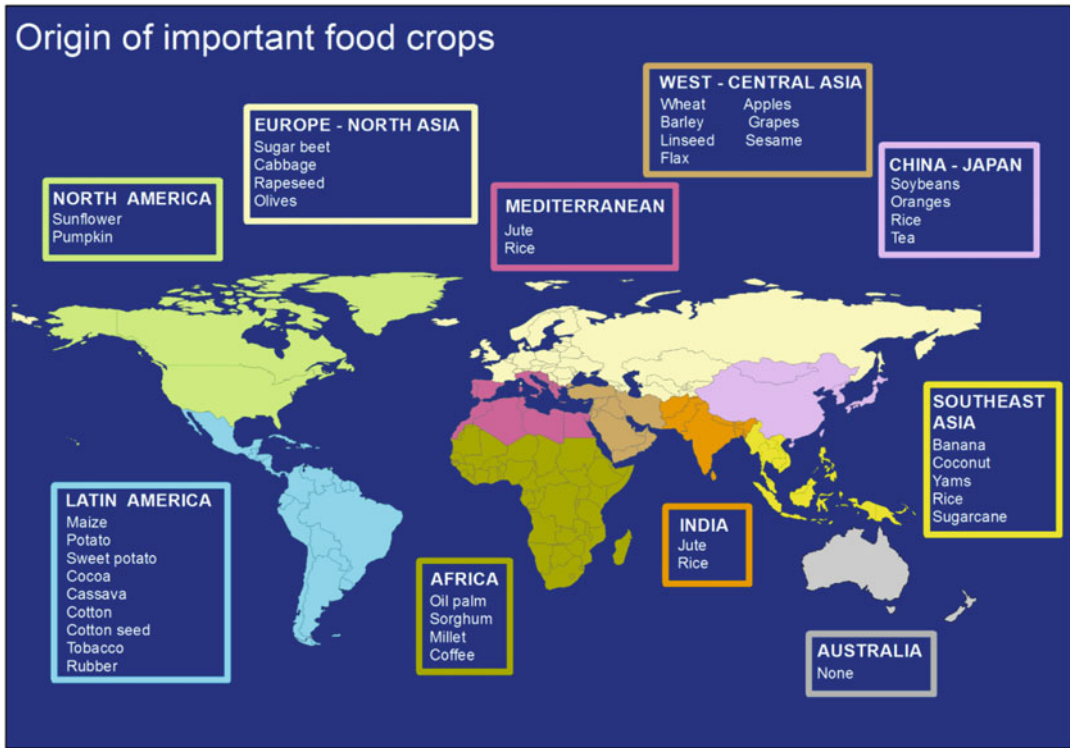 Origin of important food crops
WEST - CENTRAL ASIA
Wheat Apples
Barley Grapes
Linseed Sesame
Flax
EUROPE - NORTH ASIA
Sugar beet
Cabbage
Rapeseed
Olives
CHINA - JAPAN
Soybeans
Oranges
Rice
Tea
NORTH AMERICA
Sunflower
Pumpkin
MEDITERRANEAN
Jute
Rice
SOUTHEAST
ASIA
Banana
Coconut
Yams
Rice
Sugarcane
LATIN AMERICA
Maize
Potato
Sweet potato
Cocoa
Cassava
Cotton
Cotton seed
Tobacco
Rubber
INDIA
Jute
Rice
AFRICA
Oil palm
Sorghum
Millet
Coffee
AUSTRALIA
None